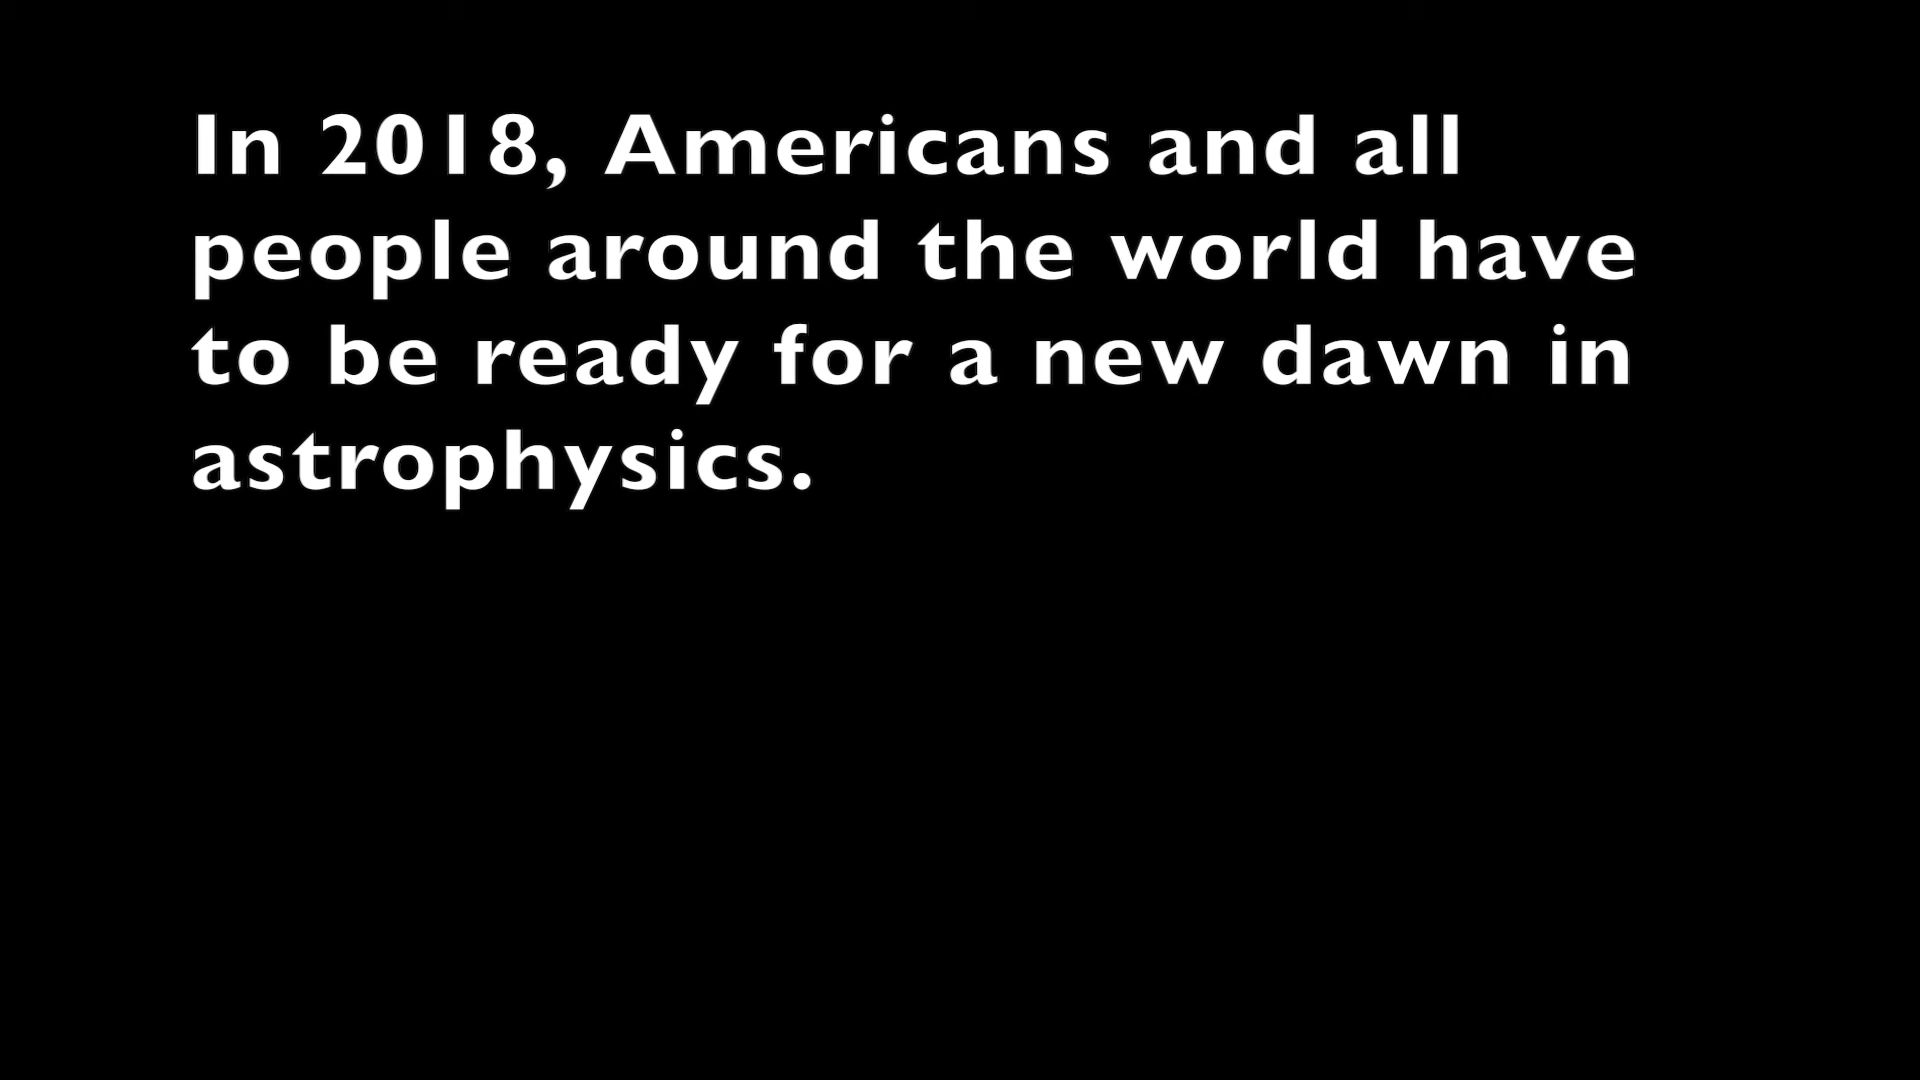 In 2018, Americans and all
people around the world have
to be ready for a new dawn in
astrophysics.